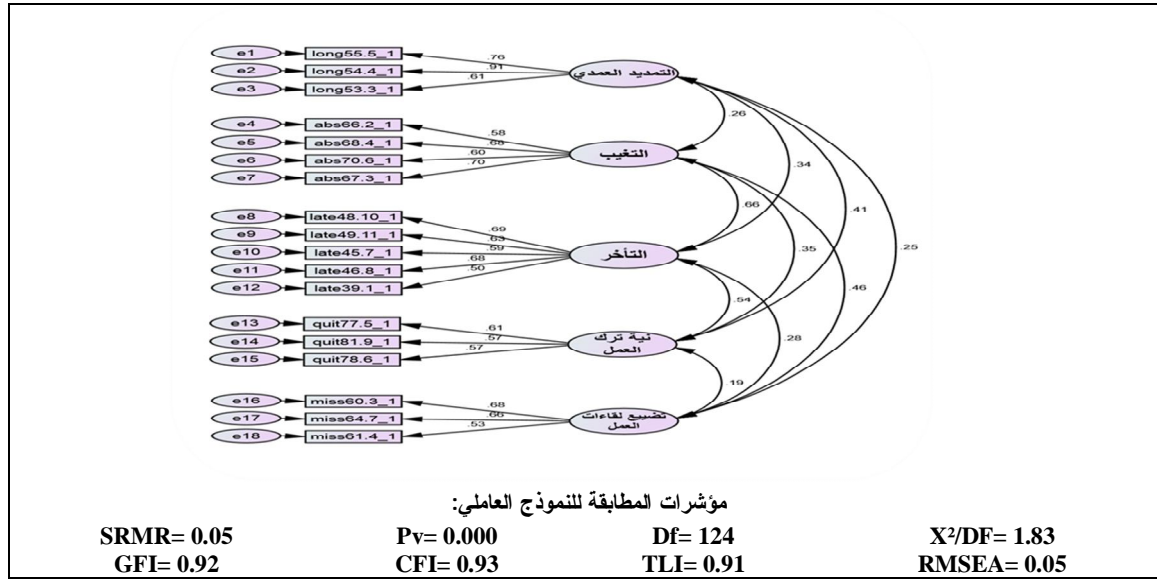 e1 long55.5_1 .76
e2 long54.4_1 .91 التمديد العمدي
e3 long53.3_1 .61
.26
e4 abs66.2_1 .58
e5 abs68.4_1 .68 التغيب
e6 abs70.6_1 .60
e7 abs67.3_1 .70
.34
.66 .41
e8 late48.10_1 .69
e9 late49.11_1 .63
e10 late45.7_1 .59 التأخر .35 .25
e11 late46.8_1 .68
e12 late39.1_1 .50
.46
.54
e13 quit77.5_1 .61
e14 quit81.9_1 .57 نية ترك
e15 quit78.6_1 .57 العمل
.28
.19
e16 miss60.3_1 .68
e17 miss64.7_1 .66 تضييع لقاءات
e18 miss61.4_1 .53 العمل
مؤشرات المطابقة للنموذج العاملي:
SRMR= 0.05 Pv= 0.000 Df= 124 X²/DF= 1.83
GFI= 0.92 CFI= 0.93 TLI= 0.91 RMSEA= 0.05